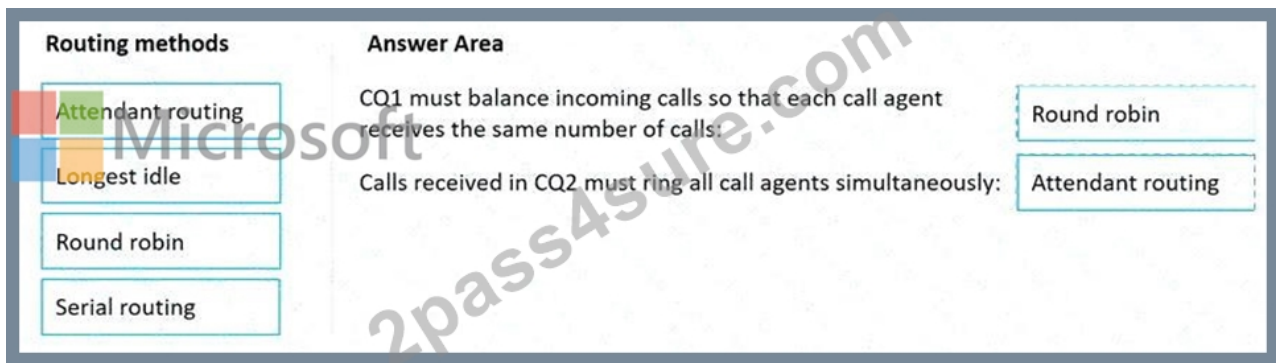 Routing methods
Attendant routing
Longest idle
Round robin
Serial routing
Answer Area
CQ1 must balance incoming calls so that each call agent
receives the same number of calls:
Round robin
Calls received in CQ2 must ring all call agents simultaneously:
Attendant routing
Microsoft
2pass4sure.com